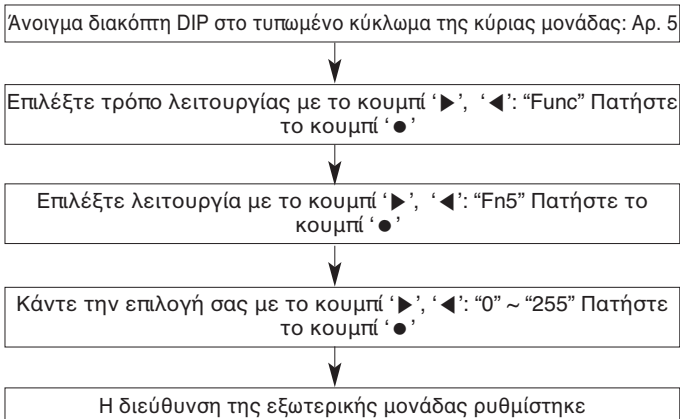 Άνοιγμα διακόπτη DIP στο τυπωμένο κύκλωμα της κύριας μονάδας: Αρ. 5
Επιλέξτε τρόπο λειτουργίας με το κουμπί ‘▶’, ‘◀’: “Func” Πατήστε
το κουμπί ‘●’
Επιλέξτε λειτουργία με το κουμπί ‘▶’, ‘◀’: “Fn5” Πατήστε το
κουμπί ‘●’
Κάντε την επιλογή σας με το κουμπί ‘▶’, ‘◀’: “0” ~ “255” Πατήστε
το κουμπί ‘●’
Η διεύθυνση της εξωτερικής μονάδας ρυθμίστηκε